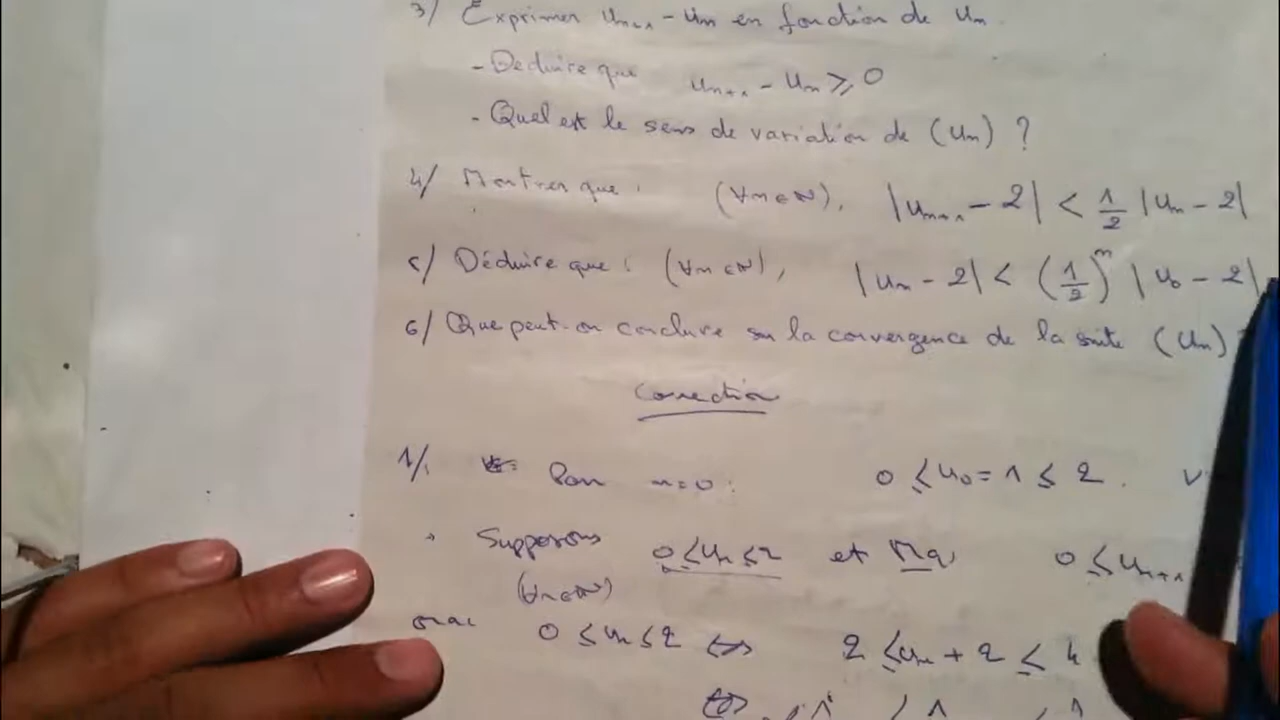 3/ Exprimer Uₙ₊₁ - Uₙ en fonction de Uₙ
- Déduire que Uₙ₊₁ - Uₙ ⩾ 0
- Quel est le sens de variation de (Uₙ) ?
4/ Montrer que : (∀n∈ℕ), |Uₙ₊₁ - 2| < 1/2 |Uₙ - 2|
5/ Déduire que : (∀n∈ℕ), |Uₙ - 2| < (1/2)ⁿ |U₀ - 2|
6/ Que peut-on conclure sur la convergence de la suite (Uₙ)
Correction
1/. Pour n=0 : 0 ≤ U₀ = 1 ≤ 2. V
• Supposons 0 ≤ Uₙ ≤ 2 et Mq 0 ≤ Uₙ₊₁
(∀n∈ℕ)
on a 0 ≤ Uₙ ≤ 2 ⟺ 2 ≤ Uₙ + 2 ≤ 4
⟺